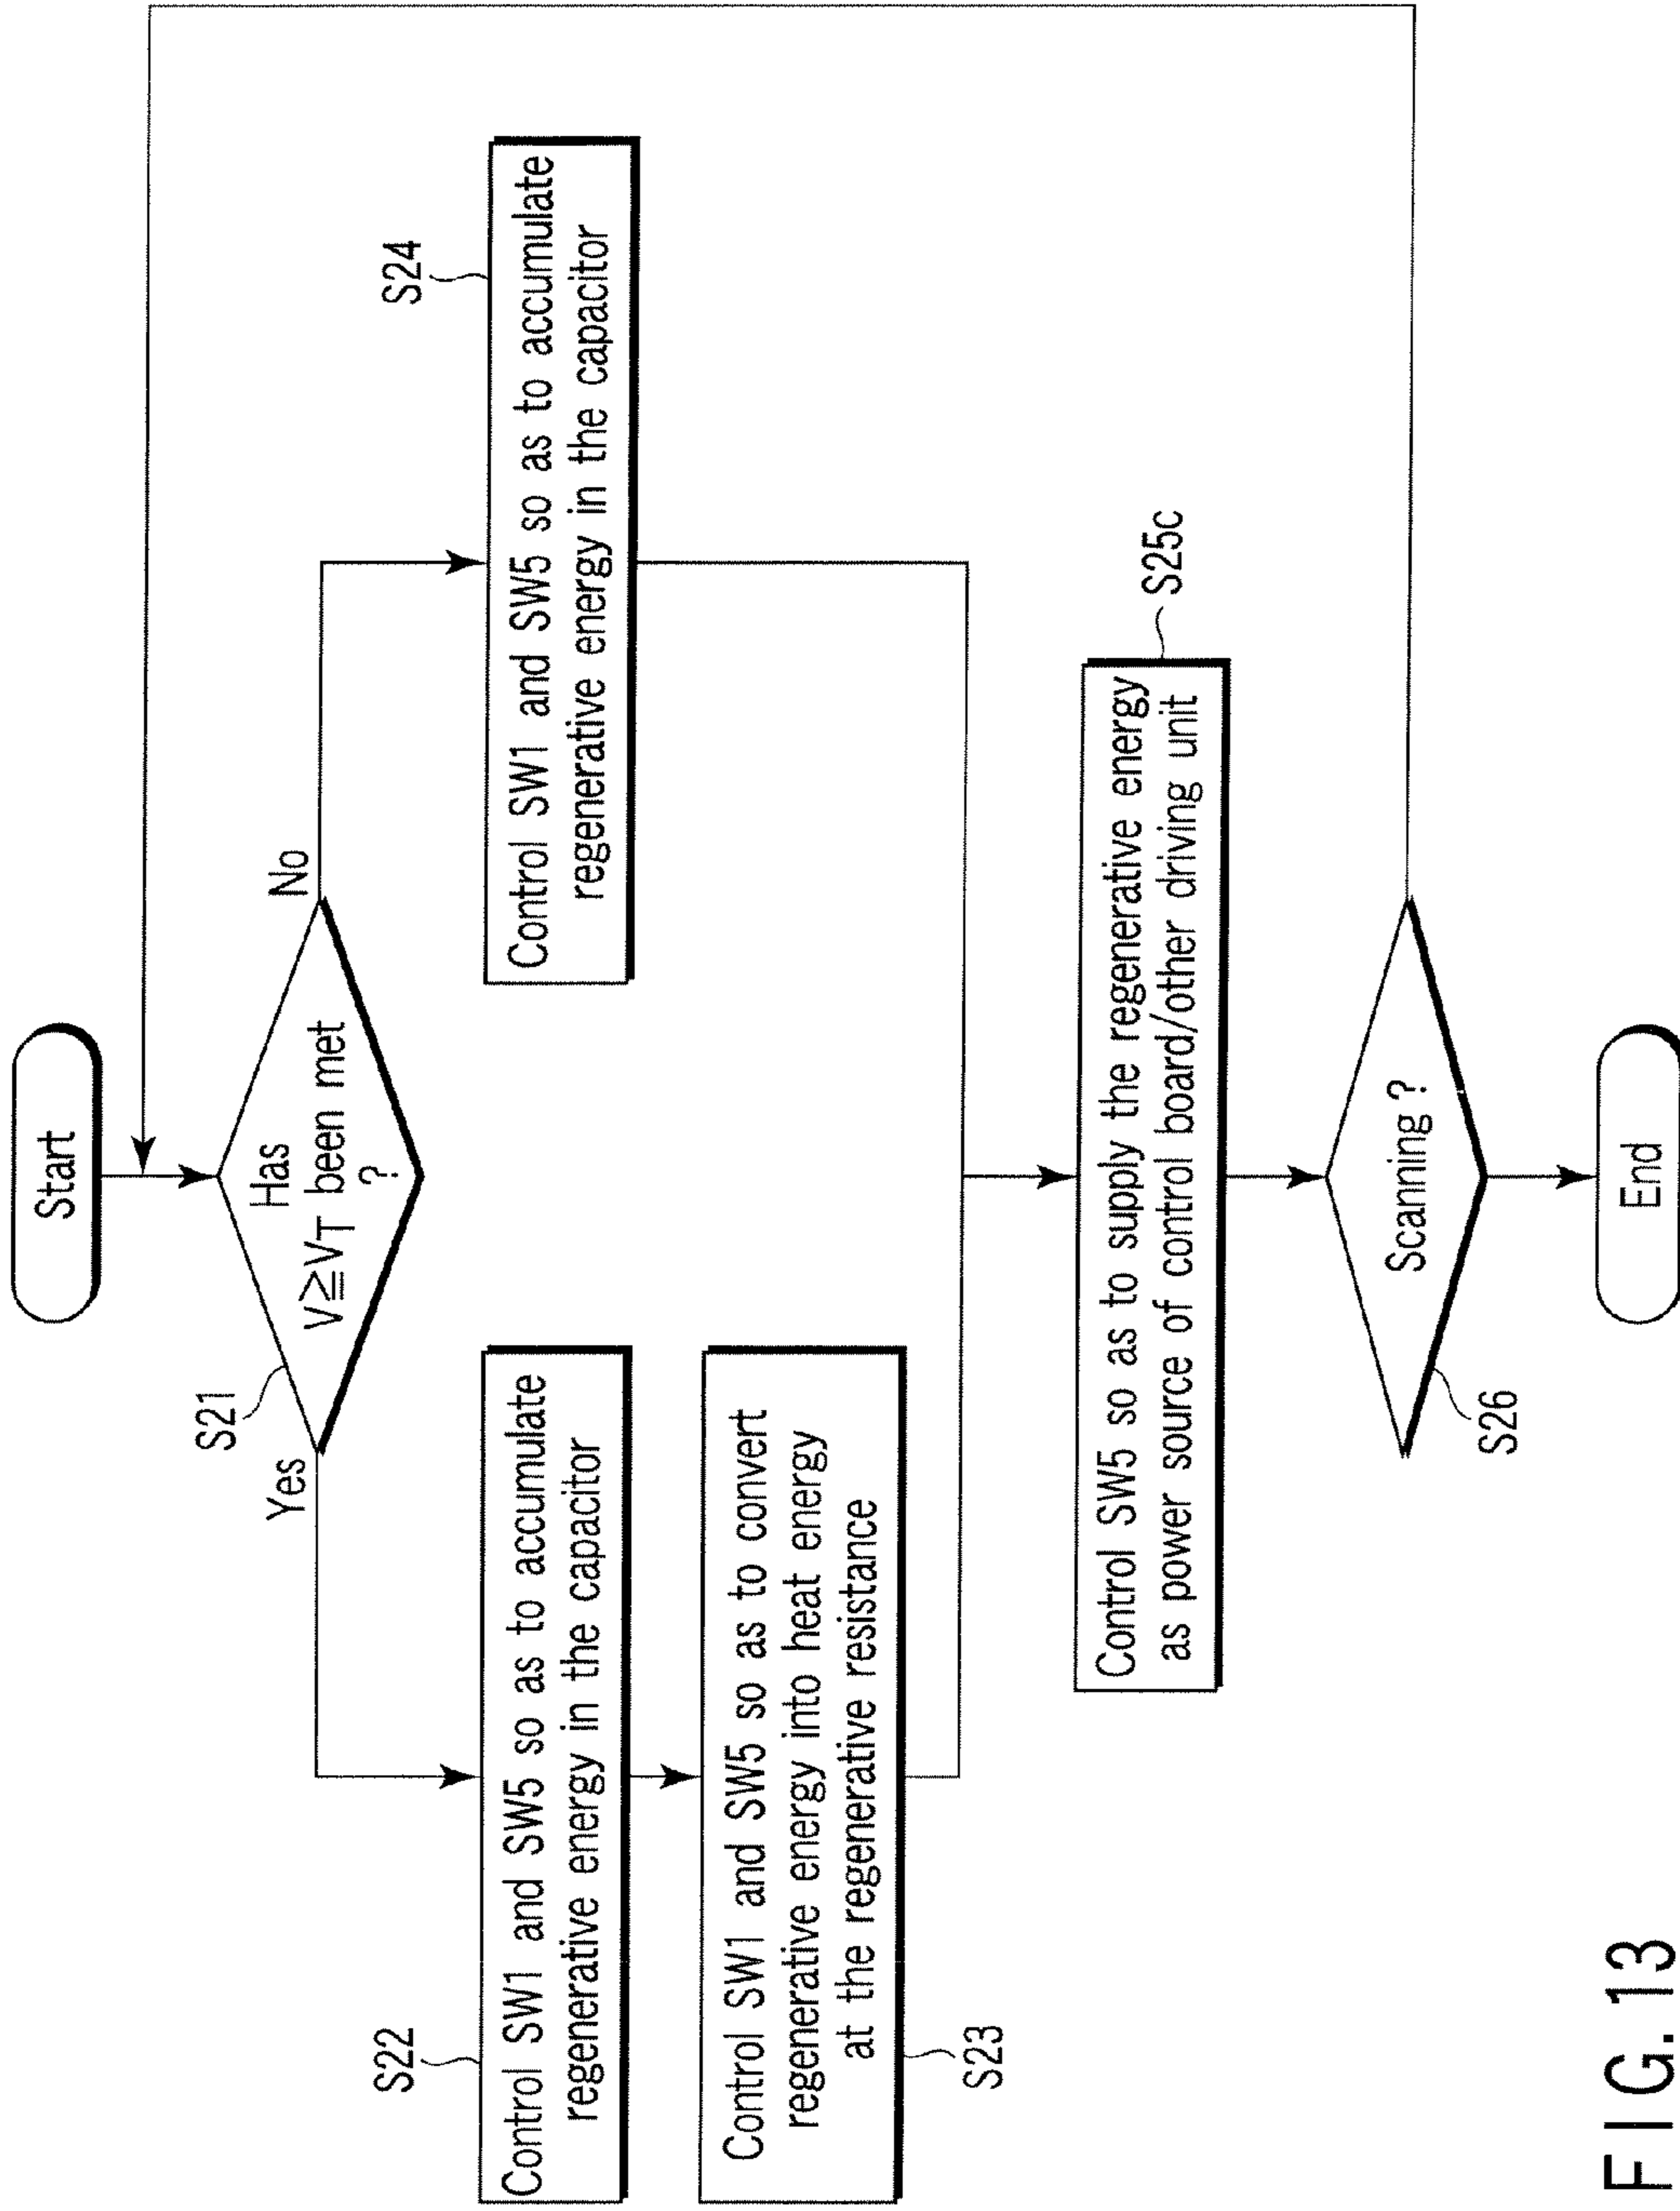 Start
S21
Has
V≧VT been met
?
Yes
No
S22
Control SW1 and SW5 so as to accumulate
regenerative energy in the capacitor
S24
Control SW1 and SW5 so as to accumulate
regenerative energy in the capacitor
Control SW1 and SW5 so as to convert
regenerative energy into heat energy
at the regenerative resistance
S23
S25c
Control SW5 so as to supply the regenerative energy
as power source of control board/other driving unit
Scanning ?
S26
End
FIG. 13